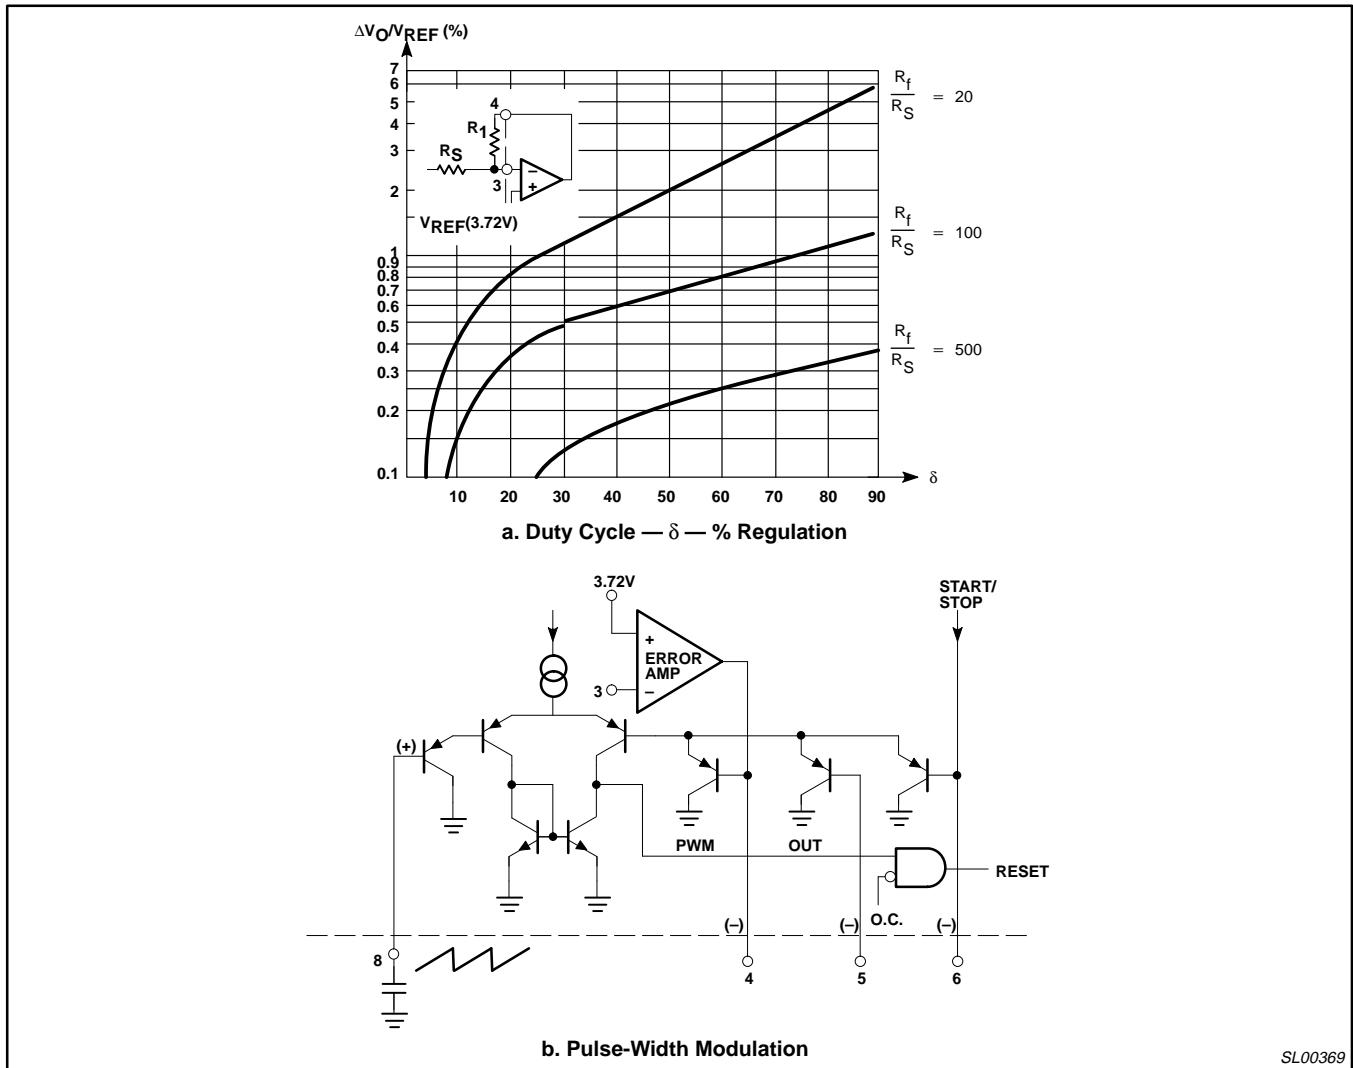 ΔVO/VREF (%)
7
6
5
4
3
2
1
0.9
0.8
0.7
0.6
0.5
0.4
0.3
0.2
0.1
4
R1
RS
3
−
+
VREF(3.72V)
Rf
RS
= 20
Rf
RS
= 100
Rf
RS
= 500
10 20 30 40 50 60 70 80 90
δ
a. Duty Cycle — δ — % Regulation
3.72V
START/
STOP
+
ERROR
AMP
3
−
(+)
PWM
OUT
RESET
O.C.
(−)
(−)
(−)
8
4
5
6
b. Pulse-Width Modulation
SL00369